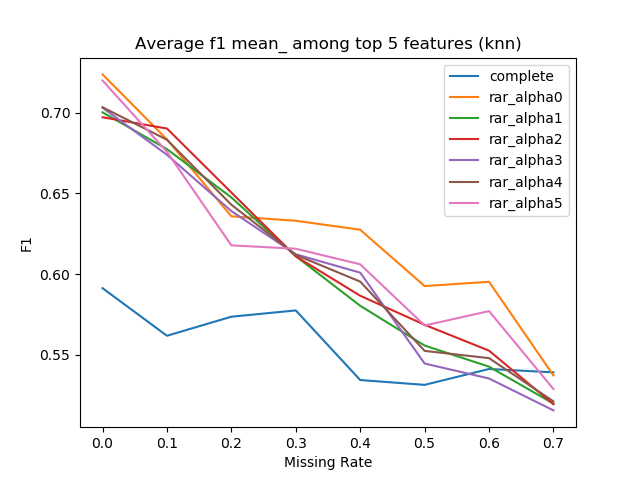 Average f1 mean_ among top 5 features (knn)
complete
rar_alpha0
rar_alpha1
rar_alpha2
rar_alpha3
rar_alpha4
rar_alpha5
0.70
0.65
0.60
0.55
F1
0.0 0.1 0.2 0.3 0.4 0.5 0.6 0.7
Missing Rate